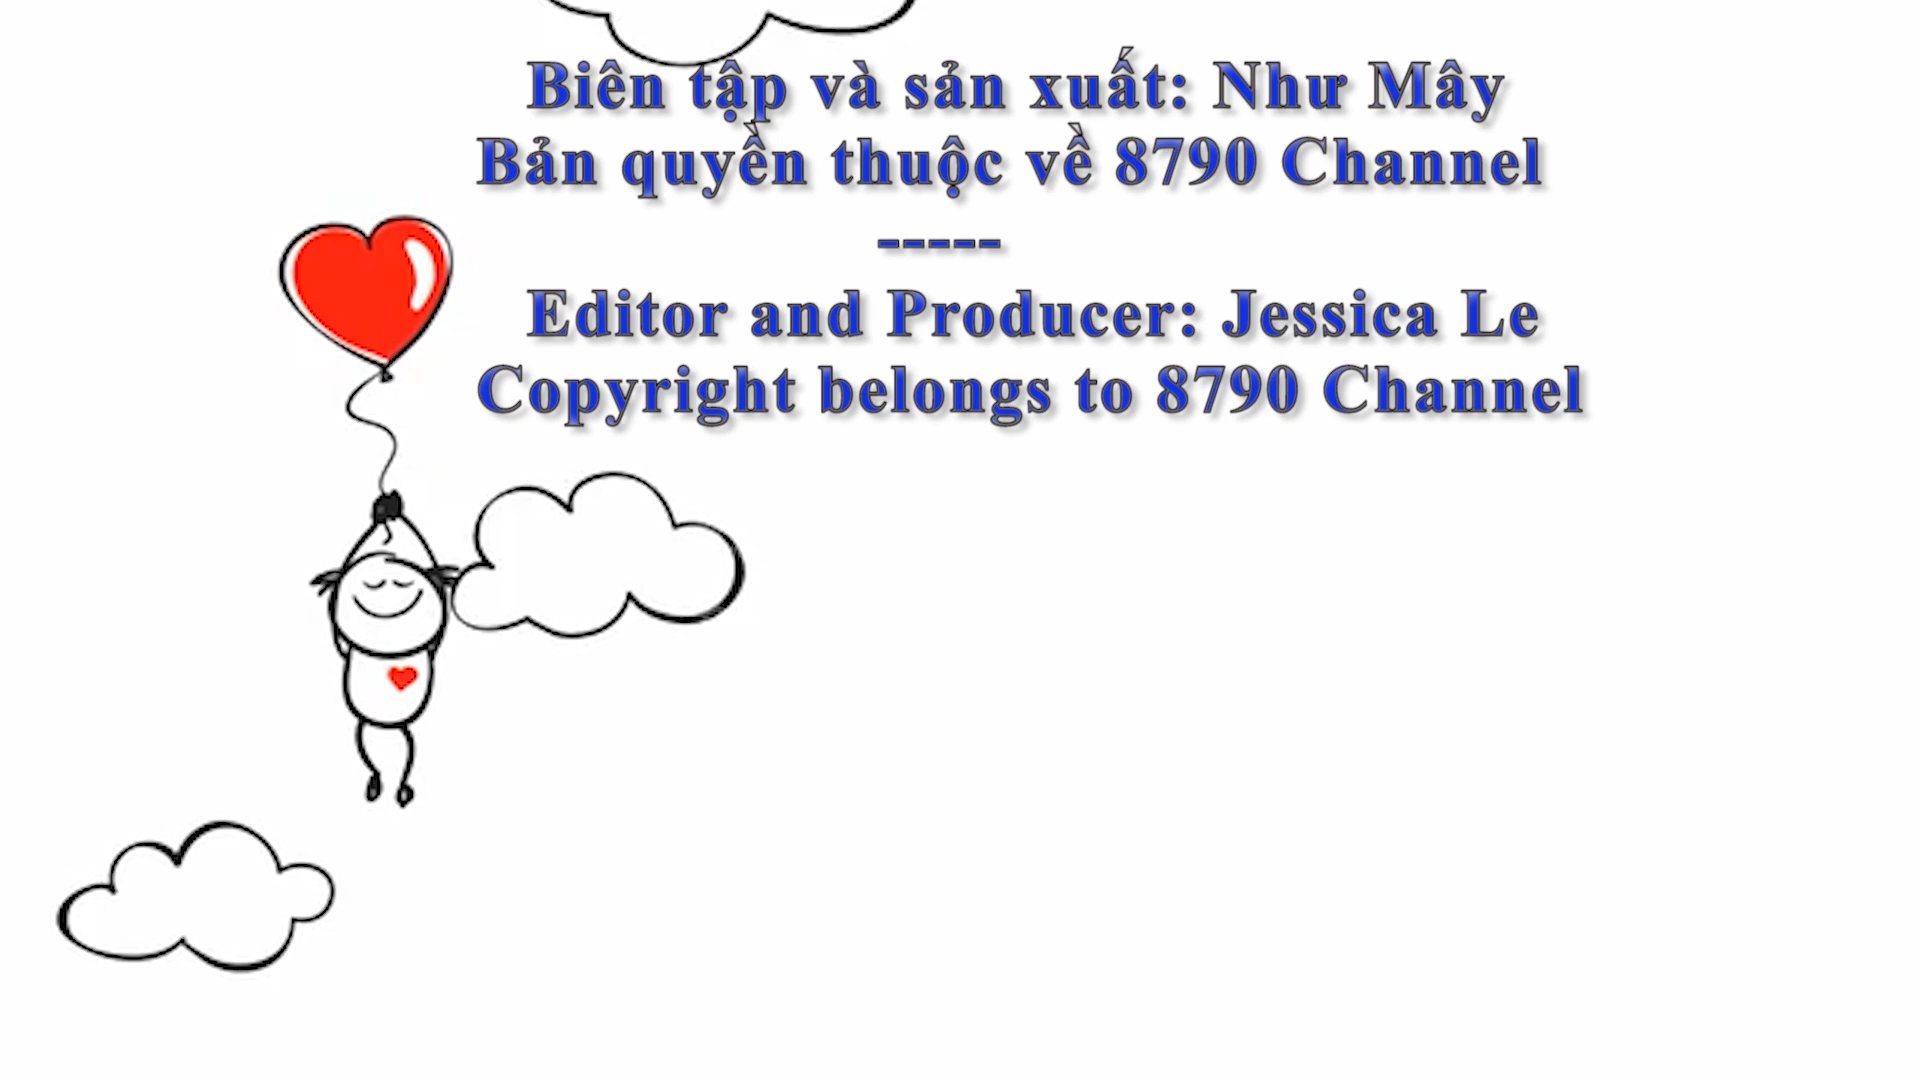 Biên tập và sản xuất: Như Mây
Bản quyền thuộc về 8790 Channel
-----
Editor and Producer: Jessica Le
Copyright belongs to 8790 Channel